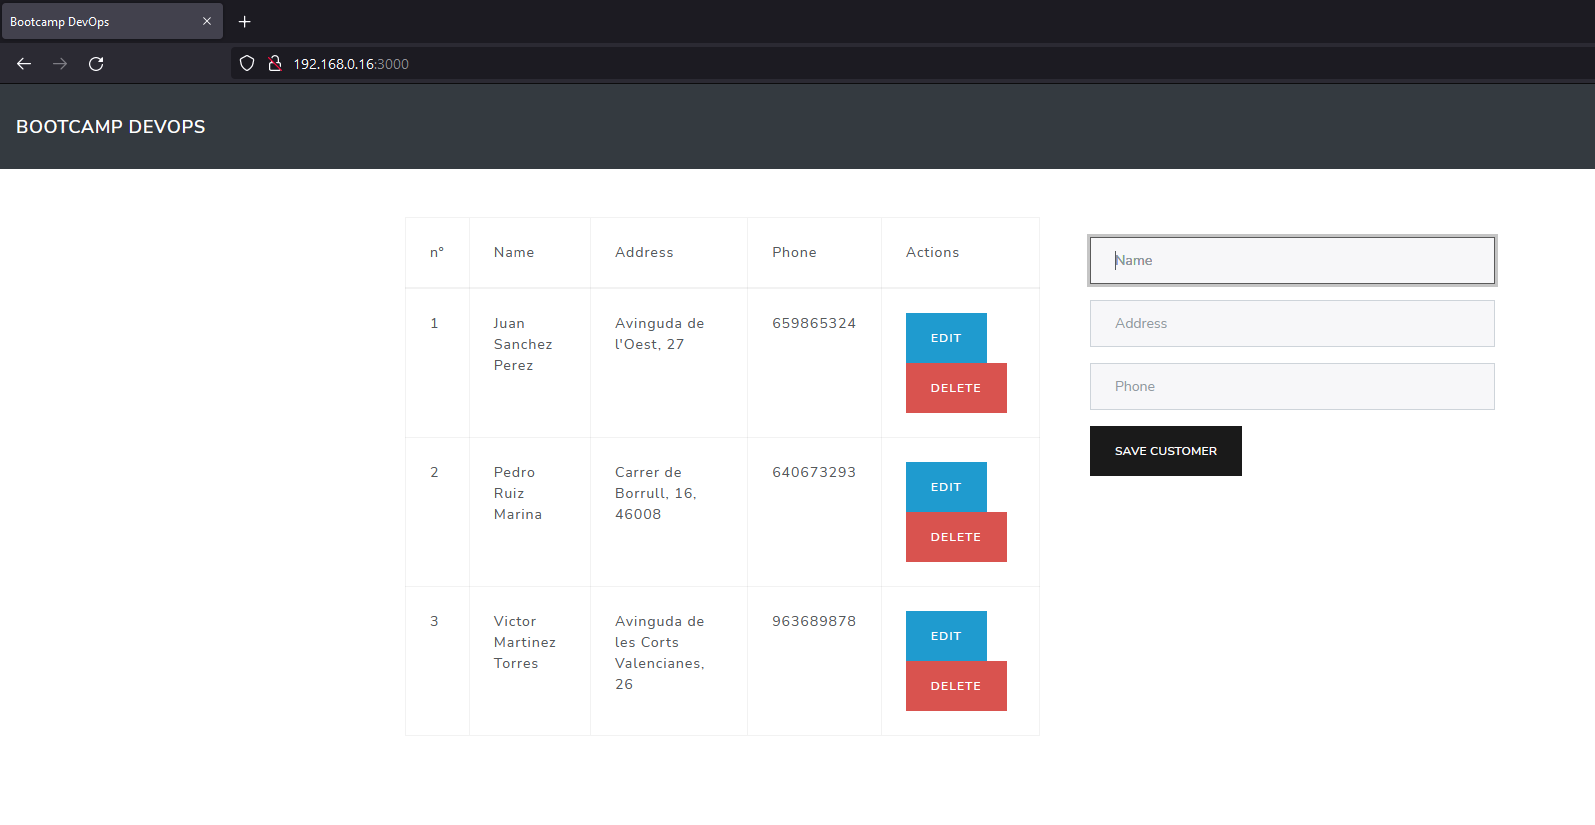 Bootcamp DevOps
192.168.0.16:3000
BOOTCAMP DEVOPS
n° Name Address Phone Actions
1 Juan Sanchez Perez Avinguda de l'Oest, 27 659865324 EDIT DELETE
2 Pedro Ruiz Marina Carrer de Borrull, 16, 46008 640673293 EDIT DELETE
3 Victor Martinez Torres Avinguda de les Corts Valencianes, 26 963689878 EDIT DELETE
Name
Address
Phone
SAVE CUSTOMER